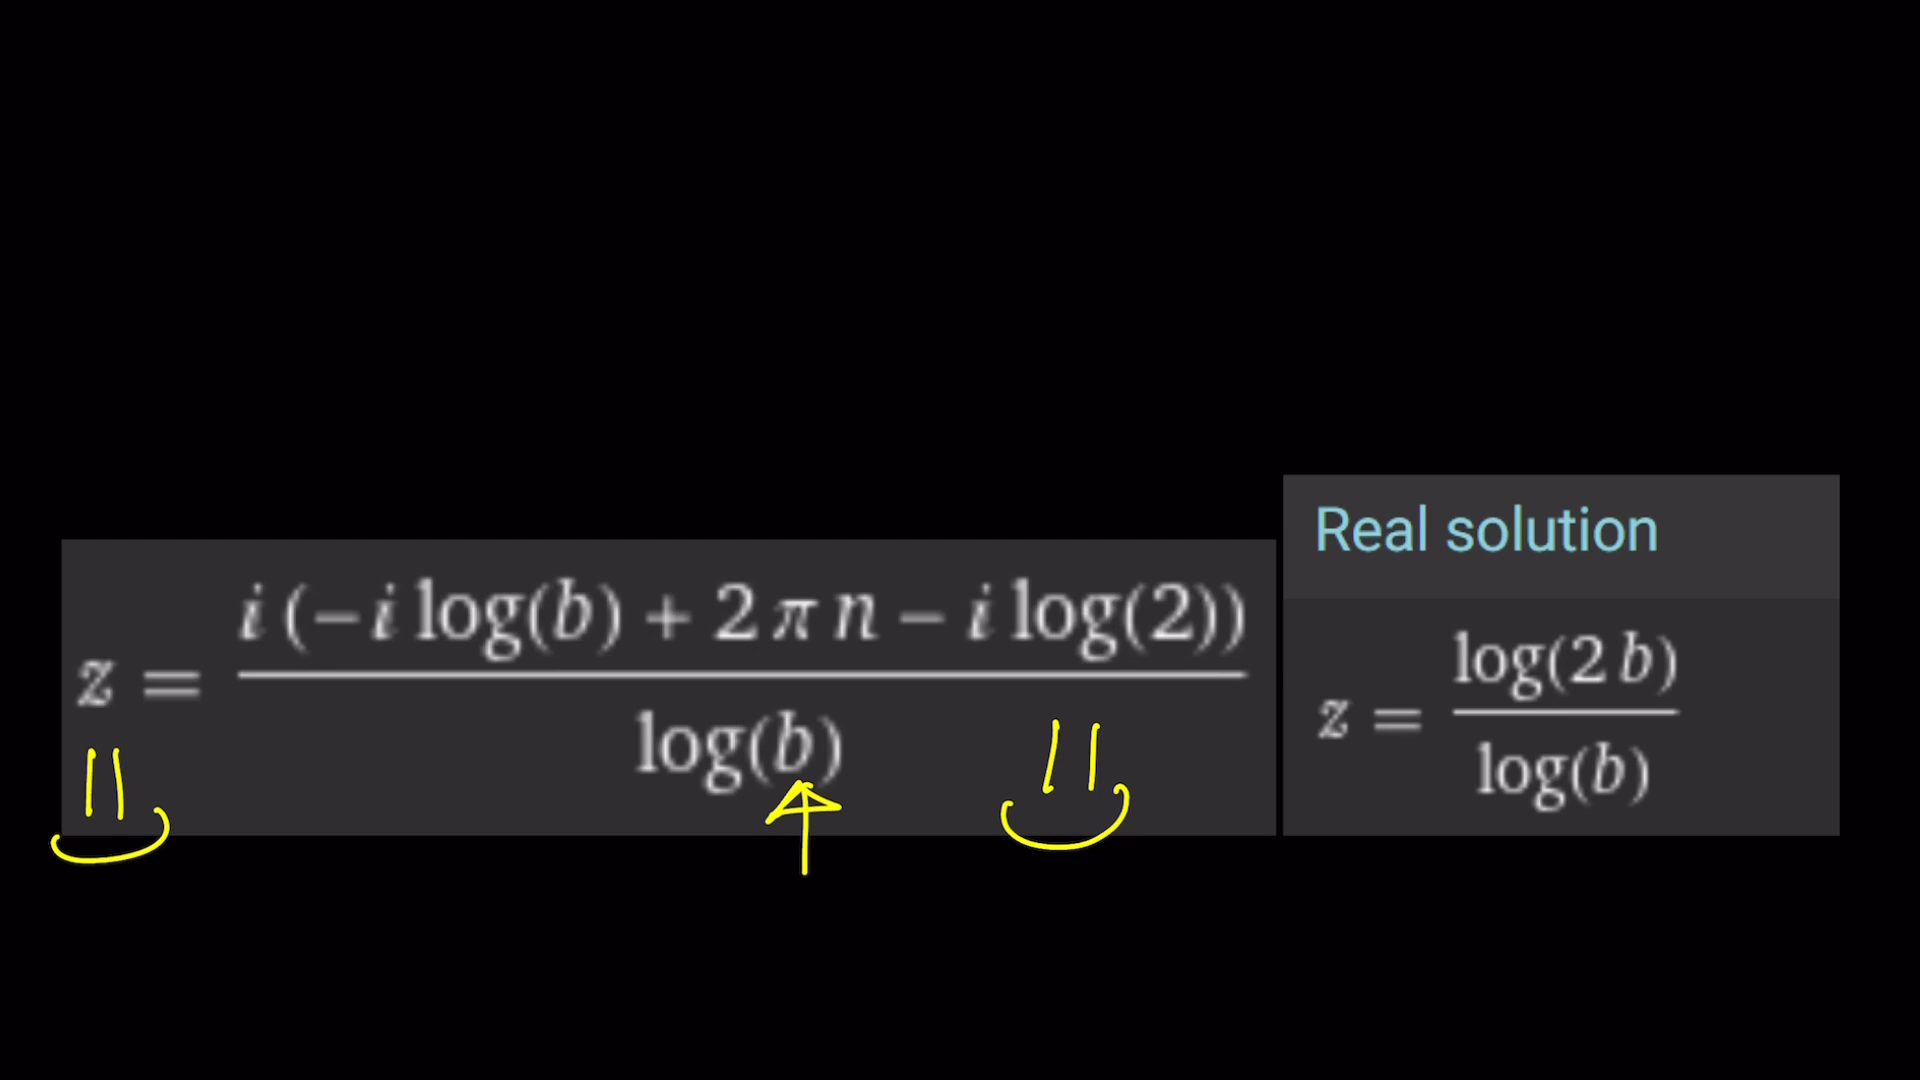 z = i (−i log(b) + 2 π n − i log(2)) / log(b)
Real solution
z = log(2 b) / log(b)